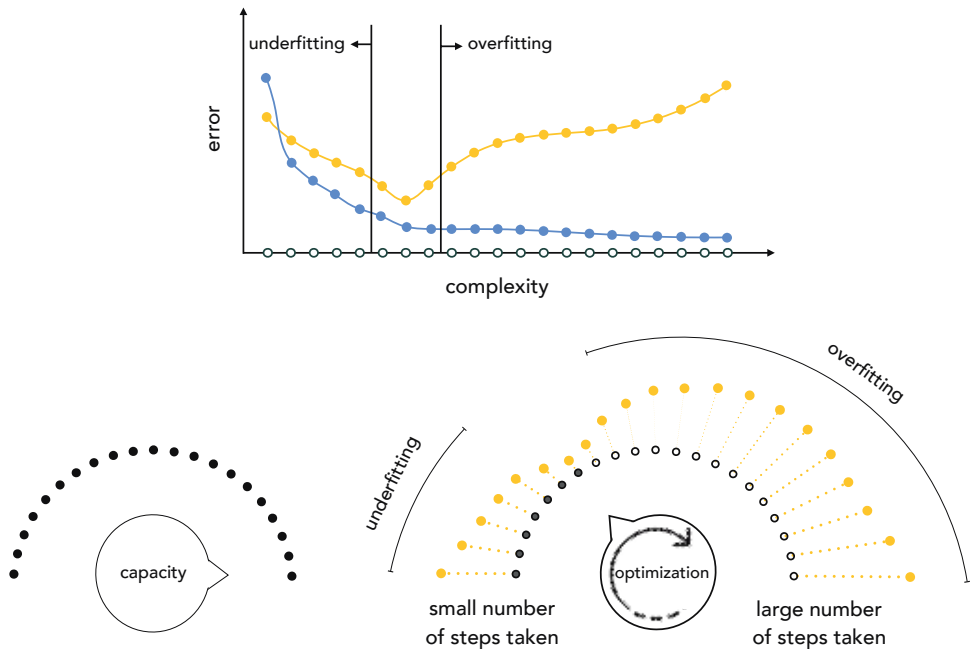 underfitting
overfitting
error
complexity
overfitting
underfitting
capacity
optimization
small number
of steps taken
large number
of steps taken